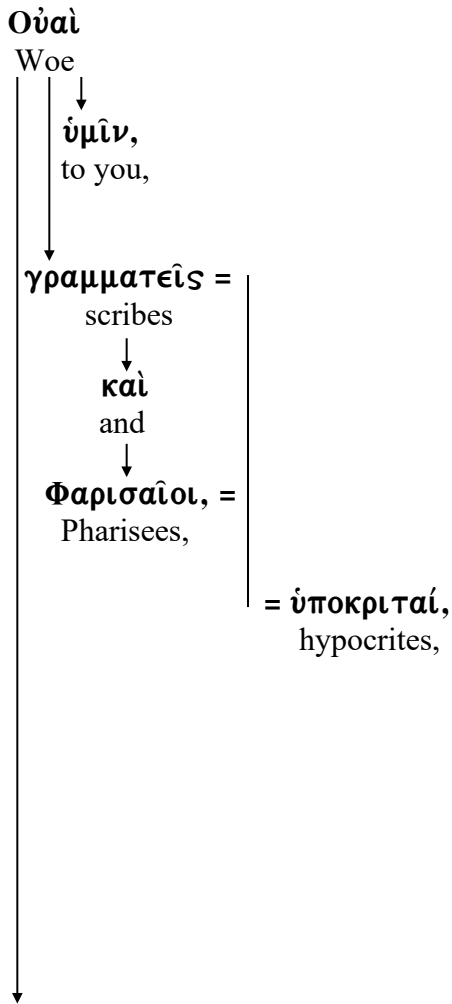 Οὐαὶ
Woe
ὑμῖν,
to you,
γραμματεῖς =
scribes
καὶ
and
Φαρισαῖοι, =
Pharisees,
= ὑποκριταί,
hypocrites,